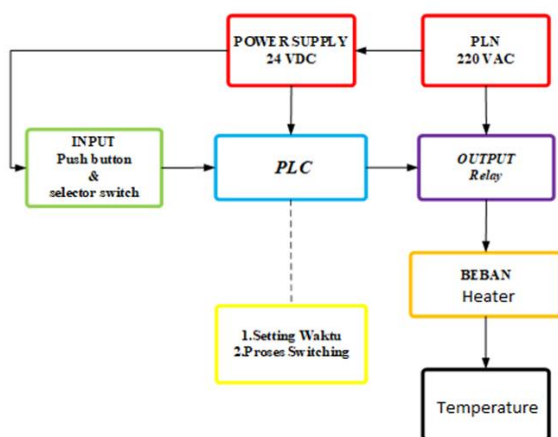 POWER SUPPLY
24 VDC
PLN
220 VAC
INPUT
Push button
&
selector switch
PLC
OUTPUT
Relay
BEBAN
Heater
1.Setting Waktu
2.Proses Switching
Temperature